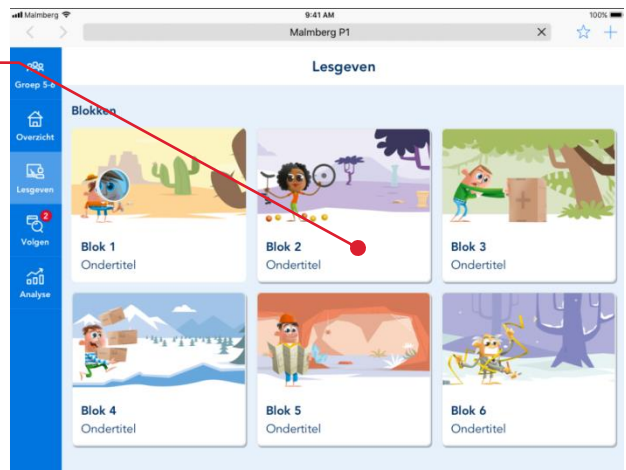 Malmberg
9:41 AM
100%
Malmberg P1
Groep 5-6
Lesgeven
Overzicht
Lesgeven
2
Volgen
Analyse
Blokken
Blok 1
Ondertitel
Blok 2
Ondertitel
Blok 3
Ondertitel
Blok 4
Ondertitel
Blok 5
Ondertitel
Blok 6
Ondertitel